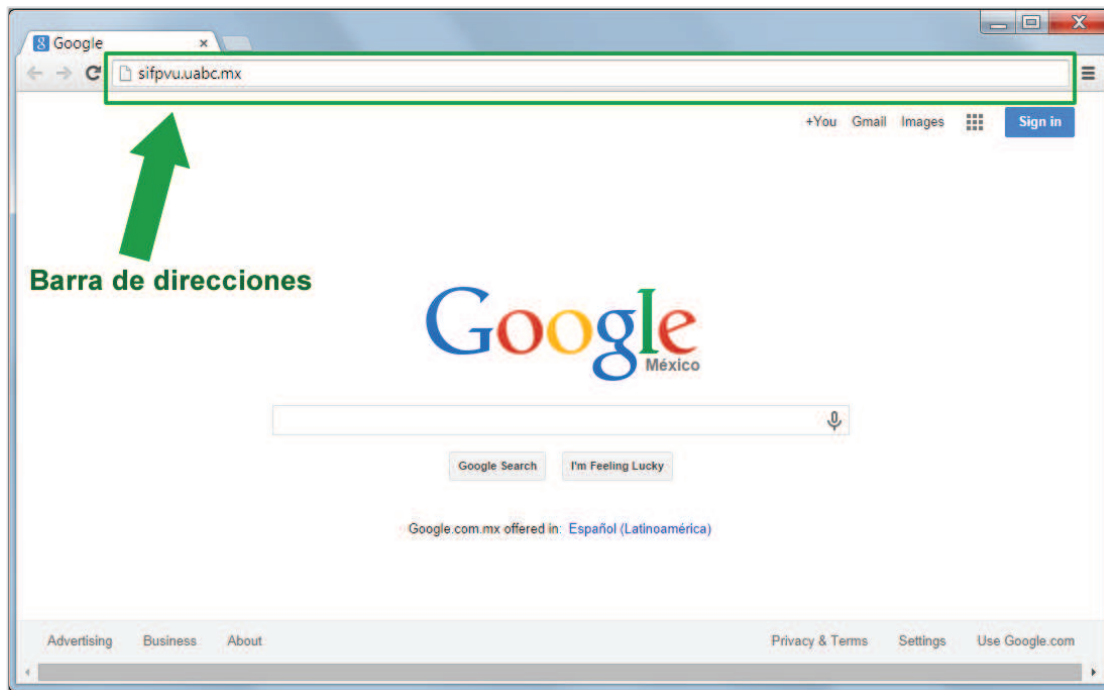 Google
sifpvu.uabc.mx
+You Gmail Images Sign in
Barra de direcciones
Google
México
Google Search I'm Feeling Lucky
Google.com.mx offered in: Español (Latinoamérica)
Advertising Business About Privacy & Terms Settings Use Google.com